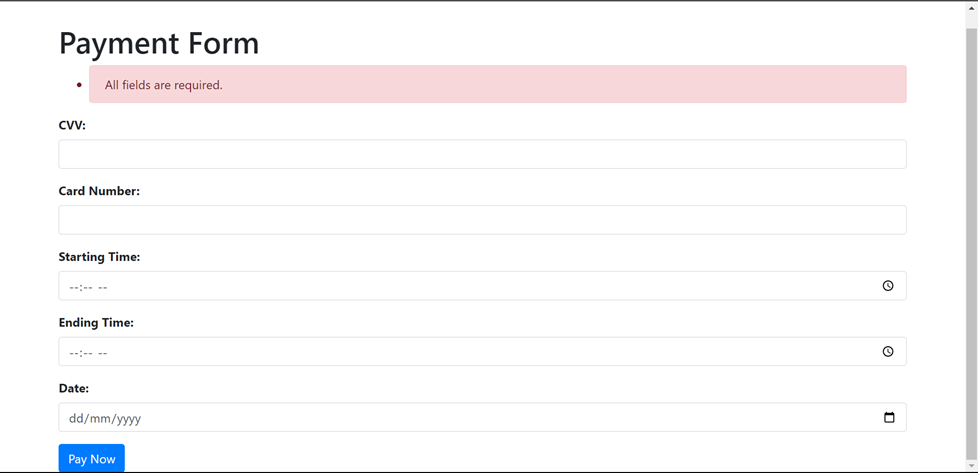 Payment Form
All fields are required.
CVV:
Card Number:
Starting Time:
--:-- --
Ending Time:
--:-- --
Date:
dd/mm/yyyy
Pay Now